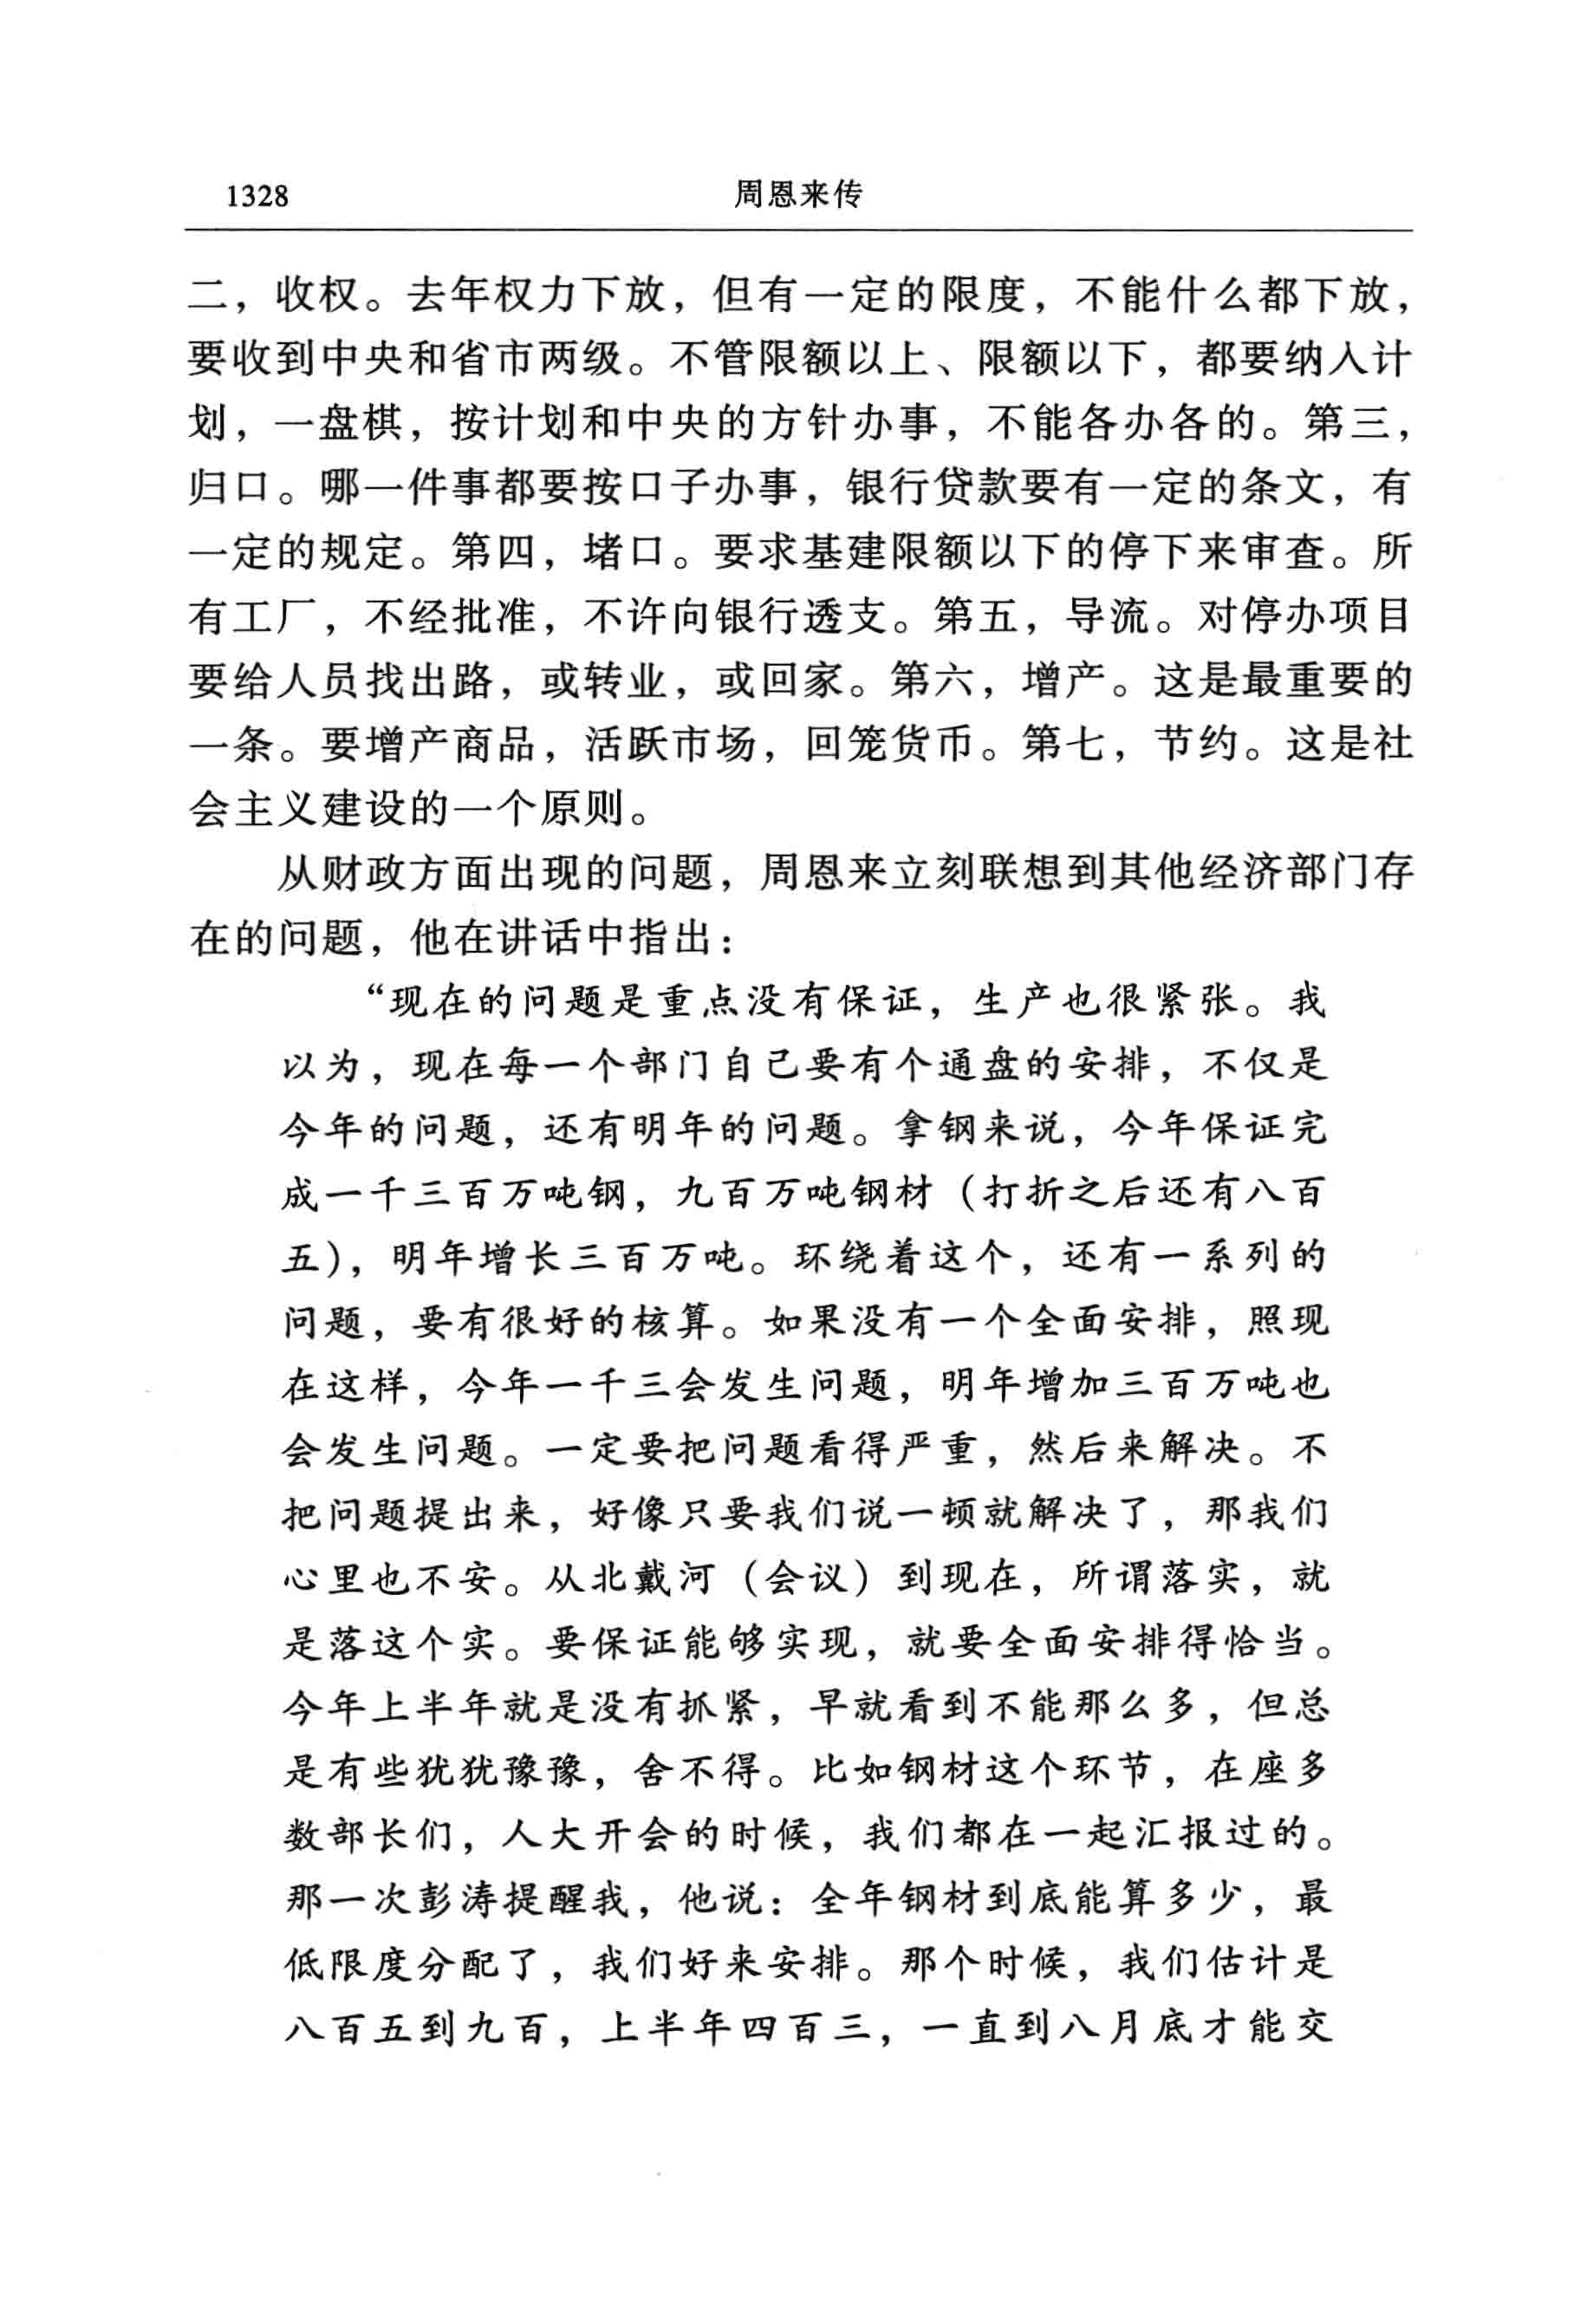 1328
周恩来传
二，收权。去年权力下放，但有一定的限度，不能什么都下放，
要收到中央和省市两级。不管限额以上、限额以下，都要纳入计
划，一盘棋，按计划和中央的方针办事，不能各办各的。第三，
归口。哪一件事都要按口子办事，银行贷款要有一定的条文，有
一定的规定。第四，堵口。要求基建限额以下的停下来审查。所
有工厂，不经批准，不许向银行透支。第五，导流。对停办项目
要给人员找出路，或转业，或回家。第六，增产。这是最重要的
一条。要增产商品，活跃市场，回笼货币。第七，节约。这是社
会主义建设的一个原则。
从财政方面出现的问题，周恩来立刻联想到其他经济部门存
在的问题，他在讲话中指出：
“现在的问题是重点没有保证，生产也很紧张。我
以为，现在每一个部门自己要有个通盘的安排，不仅是
今年的问题，还有明年的问题。拿钢来说，今年保证完
成一千三百万吨钢，九百万吨钢材（打折之后还有八百
五），明年增长三百万吨。环绕着这个，还有一系列的
问题，要有很好的核算。如果没有一个全面安排，照现
在这样，今年一千三会发生问题，明年增加三百万吨也
会发生问题。一定要把问题看得严重，然后来解决。不
把问题提出来，好像只要我们说一顿就解决了，那我们
心里也不安。从北戴河（会议）到现在，所谓落实，就
是落这个实。要保证能够实现，就要全面安排得恰当。
今年上半年就是没有抓紧，早就看到不能那么多，但总
是有些犹犹豫豫，舍不得。比如钢材这个环节，在座多
数部长们，人大开会的时候，我们都在一起汇报过的。
那一次彭涛提醒我，他说：全年钢材到底能算多少，最
低限度分配了，我们好来安排。那个时候，我们估计是
八百五到九百，上半年四百三，一直到八月底才能交